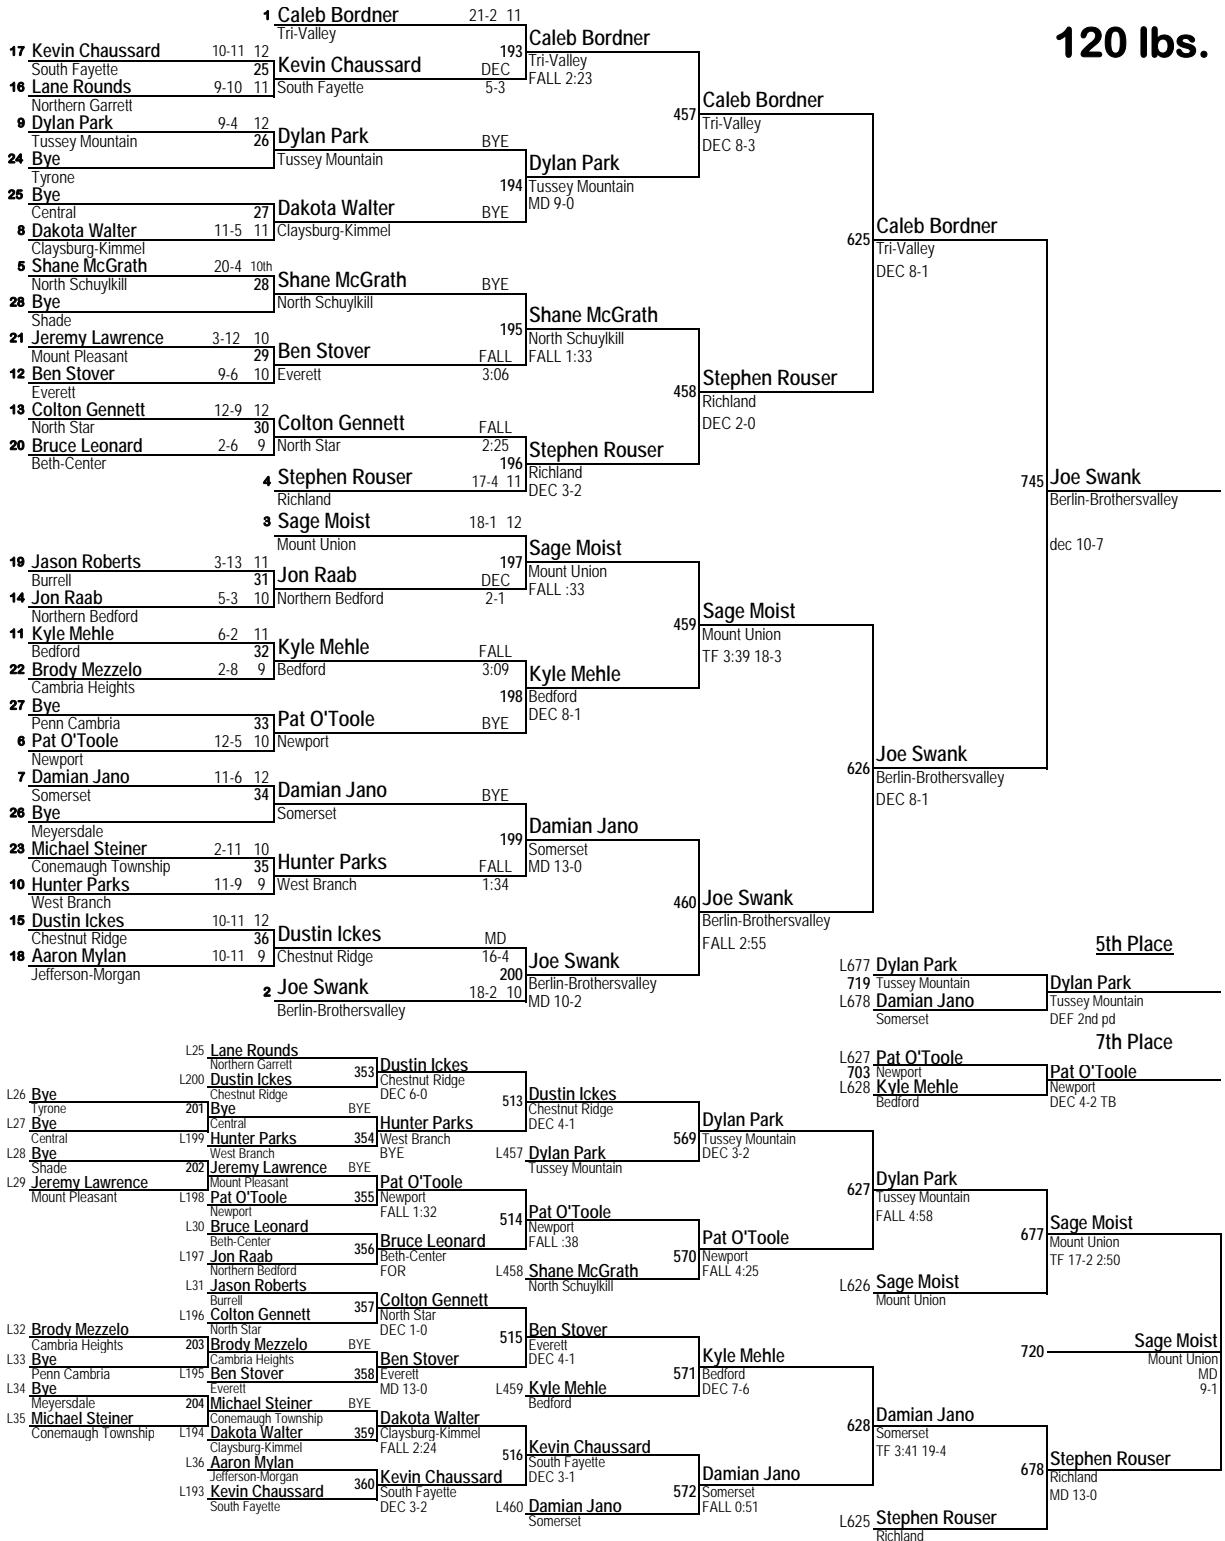 120 lbs.
1 Caleb Bordner 21-2 11
Tri-Valley
17 Kevin Chaussard 10-11 12
South Fayette
25
16 Lane Rounds 9-10 11
Northern Garrett
Kevin Chaussard DEC
South Fayette 5-3
193 Caleb Bordner
Tri-Valley
FALL 2:23
9 Dylan Park 9-4 12
Tussey Mountain
26
24 Bye
Tyrone
Dylan Park BYE
Tussey Mountain
25 Bye
Central
27
8 Dakota Walter 11-5 11
Claysburg-Kimmel
Dakota Walter BYE
Claysburg-Kimmel
194 Dylan Park
Tussey Mountain
MD 9-0
457 Caleb Bordner
Tri-Valley
DEC 8-3
5 Shane McGrath 20-4 10th
North Schuylkill
28
28 Bye
Shade
Shane McGrath BYE
North Schuylkill
21 Jeremy Lawrence 3-12 10
Mount Pleasant
29
12 Ben Stover 9-6 10
Everett
Ben Stover FALL
Everett 3:06
195 Shane McGrath
North Schuylkill
FALL 1:33
13 Colton Gennett 12-9 12
North Star
30
20 Bruce Leonard 2-6 9
Beth-Center
Colton Gennett FALL
North Star 2:25
4 Stephen Rouser 17-4 11
Richland
196 Stephen Rouser
Richland
DEC 3-2
458 Stephen Rouser
Richland
DEC 2-0
625 Caleb Bordner
Tri-Valley
DEC 8-1
3 Sage Moist 18-1 12
Mount Union
19 Jason Roberts 3-13 11
Burrell
31
14 Jon Raab 5-3 10
Northern Bedford
Jon Raab DEC
Northern Bedford 2-1
197 Sage Moist
Mount Union
FALL :33
11 Kyle Mehle 6-2 11
Bedford
32
22 Brody Mezzelo 2-8 9
Cambria Heights
Kyle Mehle FALL
Bedford 3:09
27 Bye
Penn Cambria
33
6 Pat O'Toole 12-5 10
Newport
Pat O'Toole BYE
Newport
198 Kyle Mehle
Bedford
DEC 8-1
459 Sage Moist
Mount Union
TF 3:39 18-3
7 Damian Jano 11-6 12
Somerset
34
26 Bye
Meyersdale
Damian Jano BYE
Somerset
23 Michael Steiner 2-11 10
Conemaugh Township
35
10 Hunter Parks 11-9 9
West Branch
Hunter Parks FALL
West Branch 1:34
199 Damian Jano
Somerset
MD 13-0
15 Dustin Ickes 10-11 12
Chestnut Ridge
36
18 Aaron Mylan 10-11 9
Jefferson-Morgan
Dustin Ickes MD
Chestnut Ridge 16-4
2 Joe Swank 18-2 10
Berlin-Brothersvalley
200 Joe Swank
Berlin-Brothersvalley
MD 10-2
460 Joe Swank
Berlin-Brothersvalley
FALL 2:55
626 Joe Swank
Berlin-Brothersvalley
DEC 8-1
745 Joe Swank
Berlin-Brothersvalley
dec 10-7
5th Place
L677 Dylan Park
719 Tussey Mountain
L678 Damian Jano
Somerset
Dylan Park
Tussey Mountain
DEF 2nd pd
7th Place
L627 Pat O'Toole
703 Newport
L628 Kyle Mehle
Bedford
Pat O'Toole
Newport
DEC 4-2 TB
L25 Lane Rounds
Northern Garrett
L200 Dustin Ickes
Chestnut Ridge
353 Dustin Ickes
Chestnut Ridge
DEC 6-0
L26 Bye
Tyrone
L27 Bye
Central
201 Bye BYE
Central
L199 Hunter Parks
West Branch
354 Hunter Parks
West Branch
BYE
513 Dustin Ickes
Chestnut Ridge
DEC 4-1
L457 Dylan Park
Tussey Mountain
569 Dylan Park
Tussey Mountain
DEC 3-2
L28 Bye
Shade
L29 Jeremy Lawrence
Mount Pleasant
202 Jeremy Lawrence BYE
Mount Pleasant
L198 Pat O'Toole
Newport
355 Pat O'Toole
Newport
FALL 1:32
L30 Bruce Leonard
Beth-Center
L197 Jon Raab
Northern Bedford
356 Bruce Leonard
Beth-Center
FOR
514 Pat O'Toole
Newport
FALL :38
L458 Shane McGrath
North Schuylkill
570 Pat O'Toole
Newport
FALL 4:25
627 Dylan Park
Tussey Mountain
FALL 4:58
L626 Sage Moist
Mount Union
677 Sage Moist
Mount Union
TF 17-2 2:50
L31 Jason Roberts
Burrell
L196 Colton Gennett
North Star
357 Colton Gennett
North Star
DEC 1-0
L32 Brody Mezzelo
Cambria Heights
L33 Bye
Penn Cambria
203 Brody Mezzelo BYE
Cambria Heights
L195 Ben Stover
Everett
358 Ben Stover
Everett
MD 13-0
515 Ben Stover
Everett
DEC 4-1
L459 Kyle Mehle
Bedford
571 Kyle Mehle
Bedford
DEC 7-6
L34 Bye
Meyersdale
L35 Michael Steiner
Conemaugh Township
204 Michael Steiner BYE
Conemaugh Township
L194 Dakota Walter
Claysburg-Kimmel
359 Dakota Walter
Claysburg-Kimmel
FALL 2:24
L36 Aaron Mylan
Jefferson-Morgan
L193 Kevin Chaussard
South Fayette
360 Kevin Chaussard
South Fayette
DEC 3-2
516 Kevin Chaussard
South Fayette
DEC 3-1
L460 Damian Jano
Somerset
572 Damian Jano
Somerset
FALL 0:51
628 Damian Jano
Somerset
TF 3:41 19-4
L625 Stephen Rouser
Richland
678 Stephen Rouser
Richland
MD 13-0
720 Sage Moist
Mount Union
MD
9-1